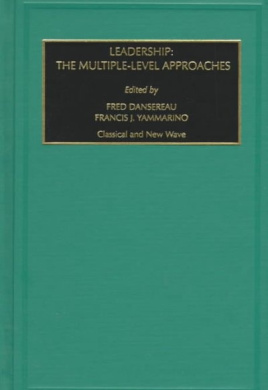 LEADERSHIP:
THE MULTIPLE-LEVEL APPROACHES
Edited by
FRED DANSEREAU
FRANCIS J. YAMMARINO
Classical and New Wave